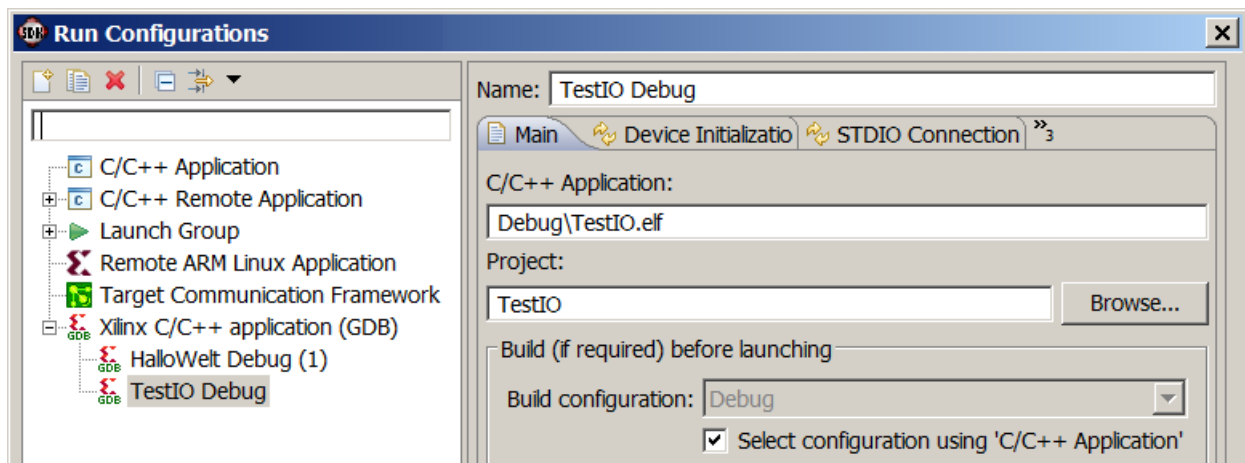 Run Configurations
Name: TestIO Debug
Main Device Initializatio STDIO Connection »3
C/C++ Application:
Debug\TestIO.elf
Project:
TestIO Browse...
Build (if required) before launching
Build configuration: Debug
Select configuration using 'C/C++ Application'
C/C++ Application
C/C++ Remote Application
Launch Group
Remote ARM Linux Application
Target Communication Framework
Xilinx C/C++ application (GDB)
HalloWelt Debug (1)
TestIO Debug